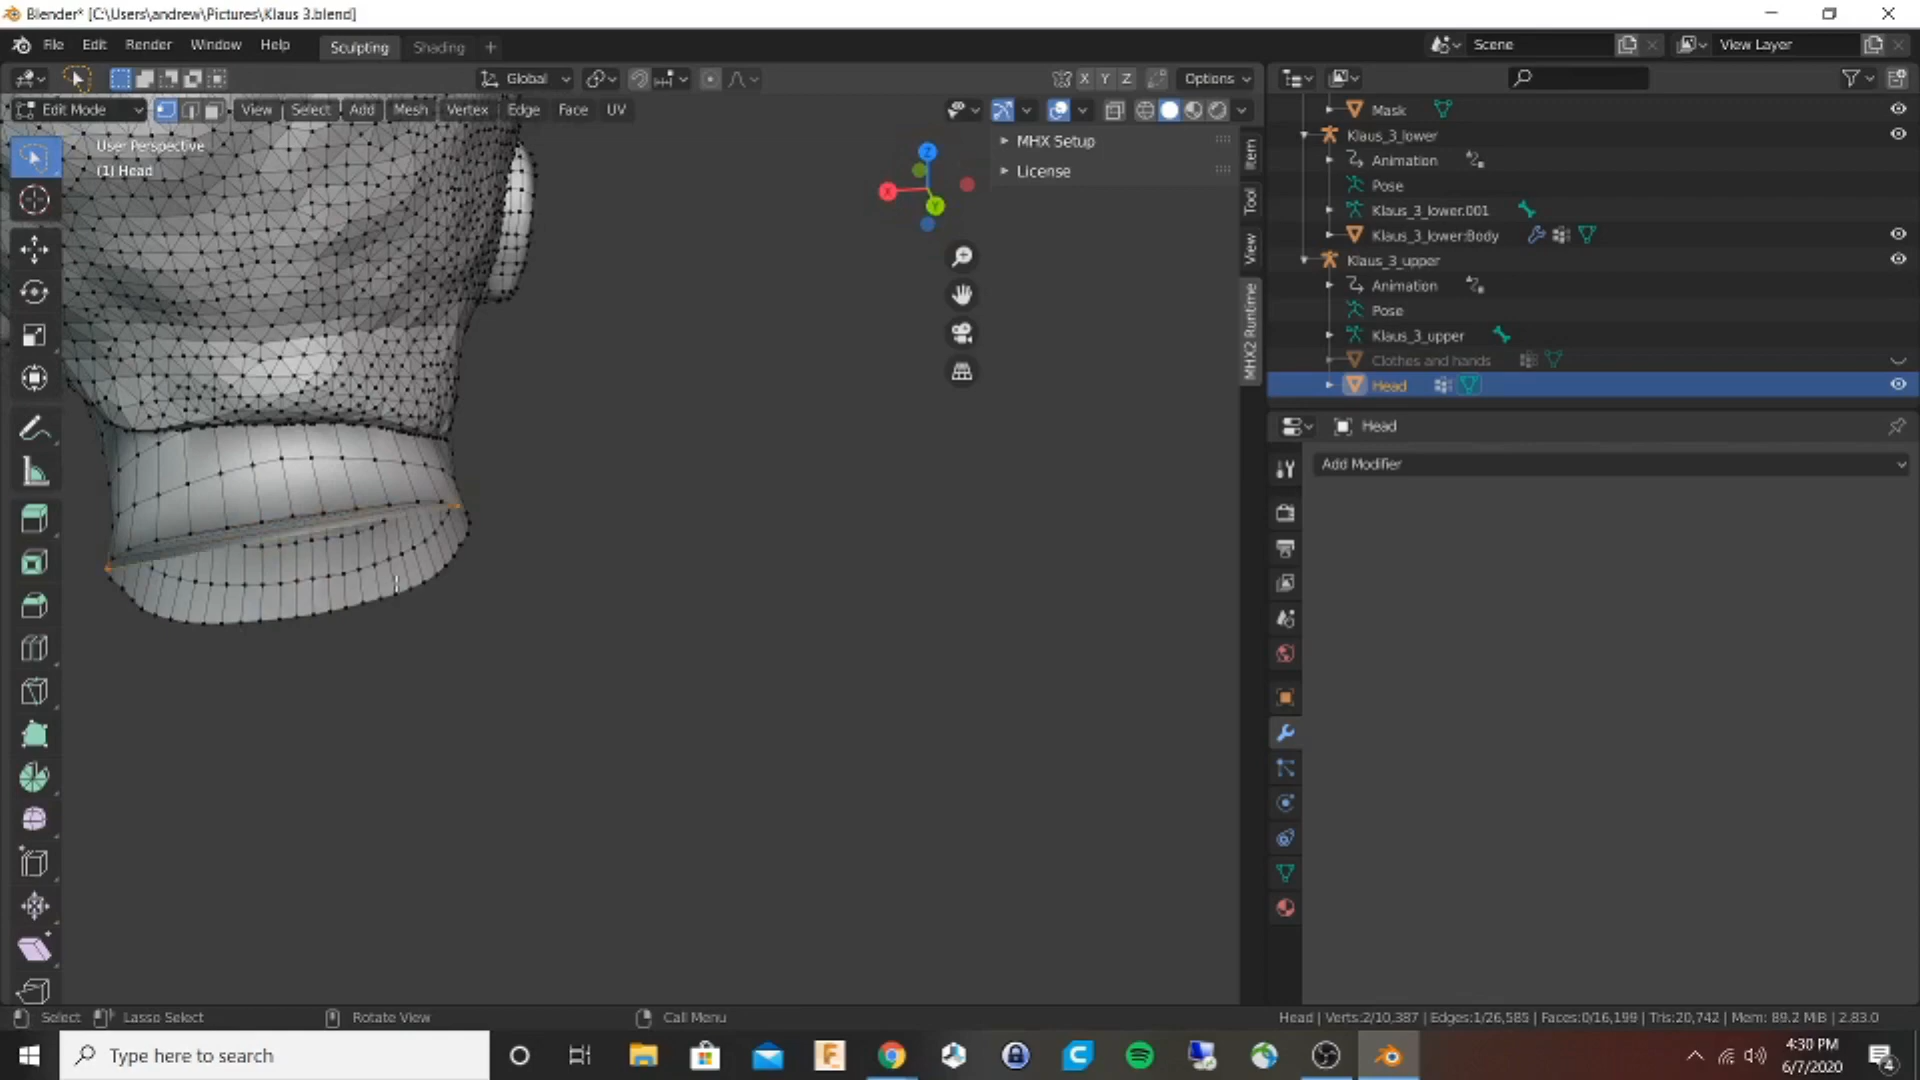 Blender* [C:\Users\andrew\Pictures\Klaus 3.blend]
File Edit Render Window Help Sculpting Shading + Scene View Layer
Global X Y Z Options
Edit Mode View Select Add Mesh Vertex Edge Face UV
User Perspective
(1) Head
Z
X
Y
MHX Setup
License
Item
Tool
View
MHX2 Runtime
Mask
Klaus_3_lower
Animation
Pose
Klaus_3_lower.001
Klaus_3_lower:Body
Klaus_3_upper
Animation
Pose
Klaus_3_upper
Clothes and hands
Head
Head
Add Modifier
Select Lasso Select Rotate View Call Menu Head | Verts:2/10,387 | Edges:1/26,585 | Faces:0/16,199 | Tris:20,742 | Mem: 89.2 MiB | 2.83.0
Type here to search
4:30 PM
6/7/2020
4